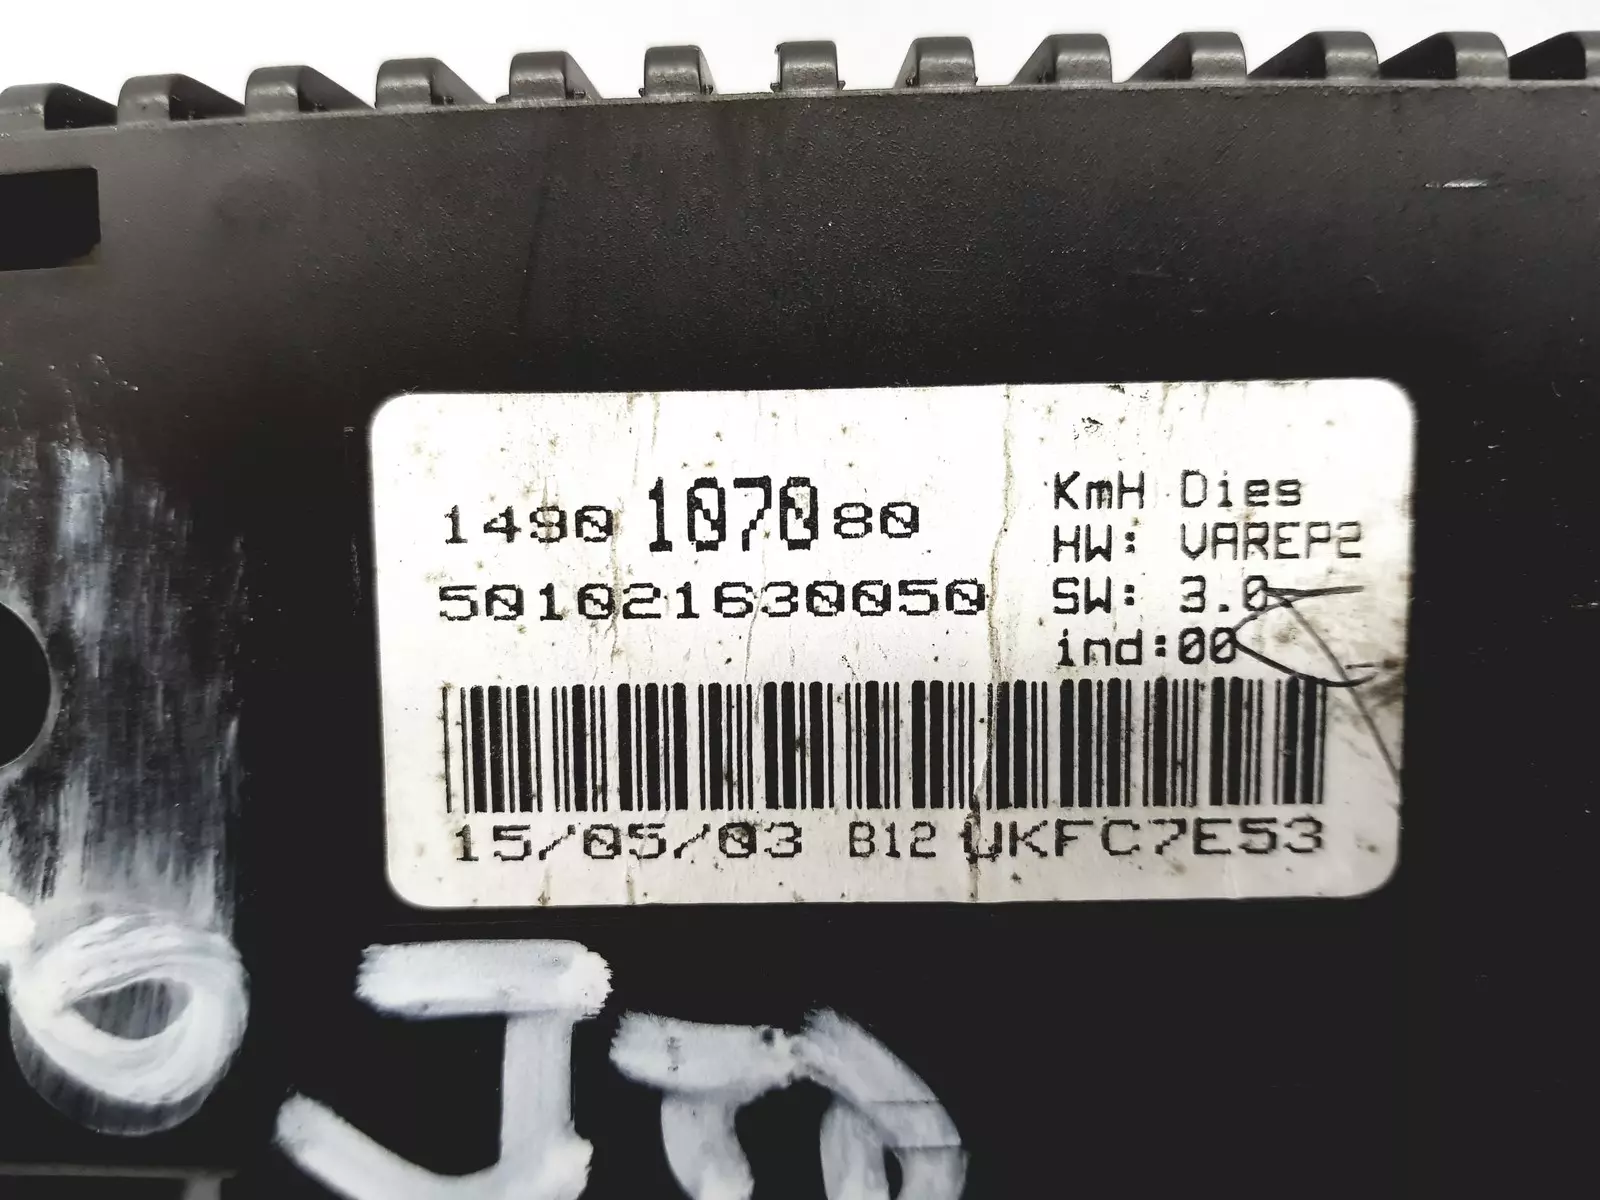 1490 1070 80
501021630050
KmH Dies
HW: VAREP2
SW: 3.0
ind:00
15/05/03 B12 UKFC7E53